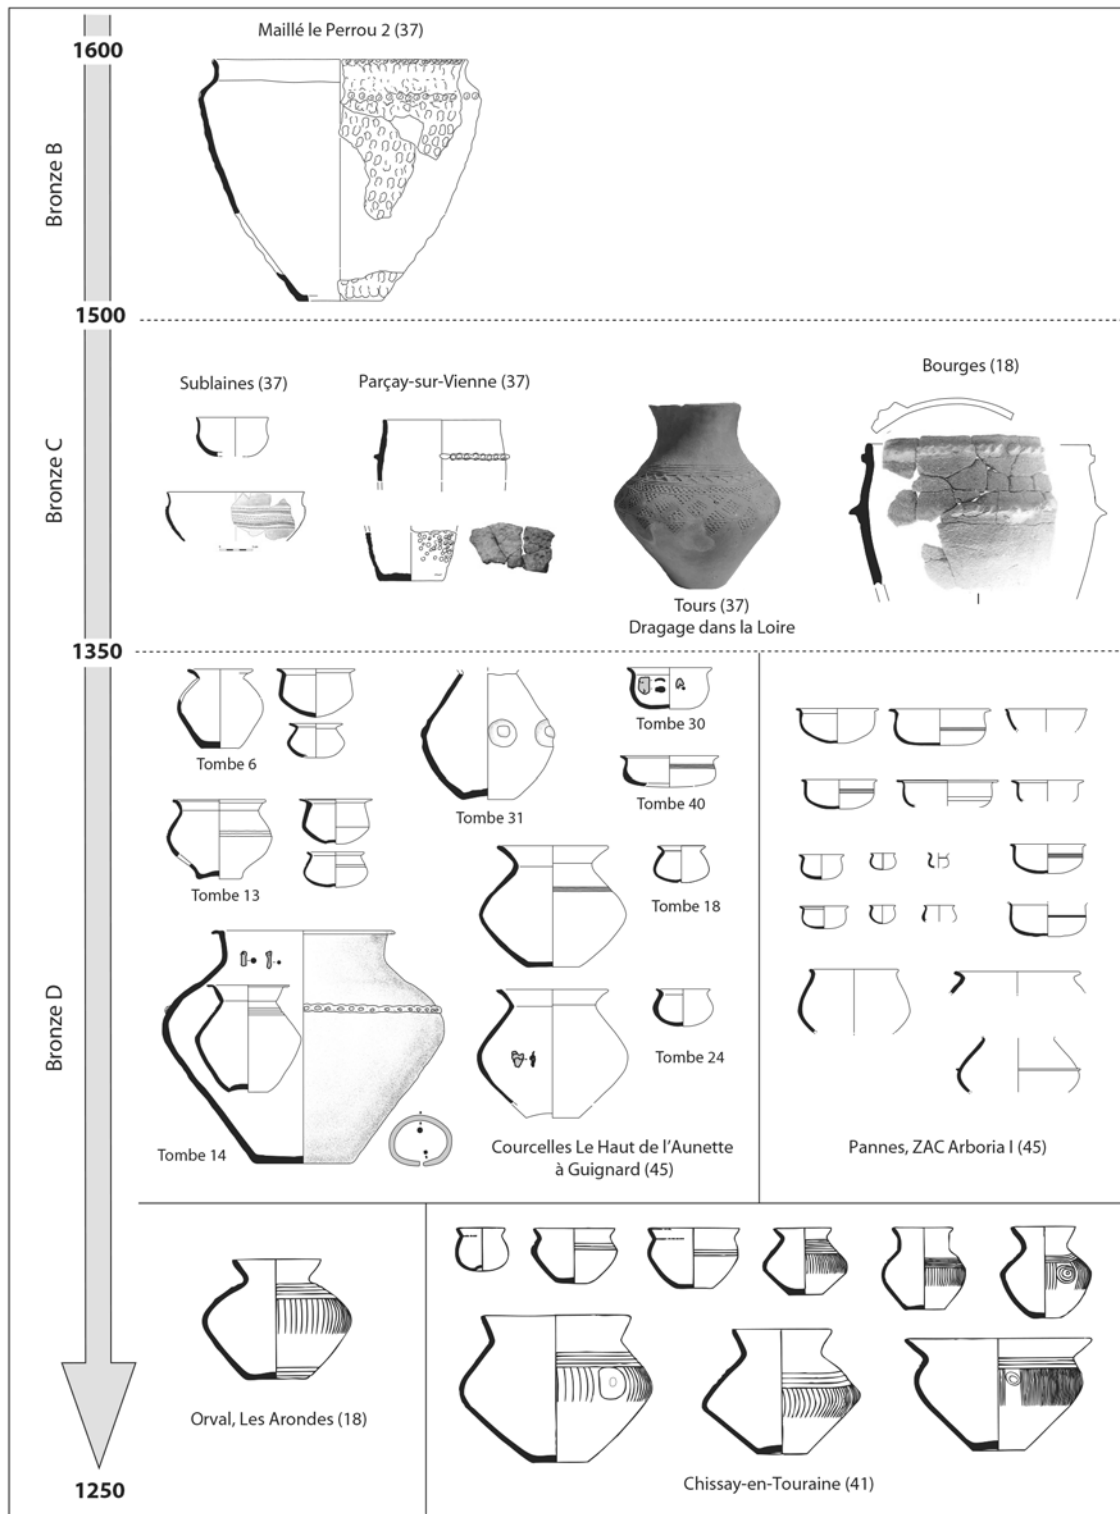 1600
Maillé le Perrou 2 (37)
Bronze B
1500
Sublaines (37)
Parçay-sur-Vienne (37)
Bourges (18)
Bronze C
Tours (37)
Dragage dans la Loire
1350
Tombe 6
Tombe 30
Tombe 40
Tombe 31
Tombe 13
Tombe 18
Tombe 24
Bronze D
Tombe 14
Courcelles Le Haut de l'Aunette
à Guignard (45)
Pannes, ZAC Arboria I (45)
Orval, Les Arondes (18)
Chissay-en-Touraine (41)
1250